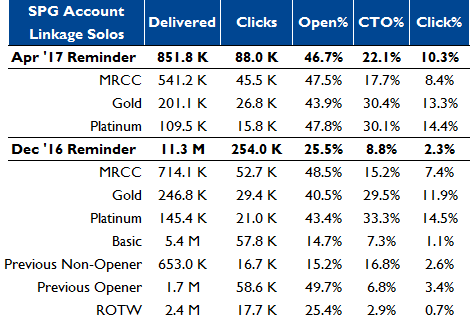 SPG Account Linkage Solos Delivered Clicks Open% CTO% Click%
Apr '17 Reminder 851.8 K 88.0 K 46.7% 22.1% 10.3%
MRCC 541.2 K 45.5 K 47.5% 17.7% 8.4%
Gold 201.1 K 26.8 K 43.9% 30.4% 13.3%
Platinum 109.5 K 15.8 K 47.8% 30.1% 14.4%
Dec '16 Reminder 11.3 M 254.0 K 25.5% 8.8% 2.3%
MRCC 714.1 K 52.7 K 48.5% 15.2% 7.4%
Gold 246.8 K 29.4 K 40.5% 29.5% 11.9%
Platinum 145.4 K 21.0 K 43.4% 33.3% 14.5%
Basic 5.4 M 57.8 K 14.7% 7.3% 1.1%
Previous Non-Opener 653.0 K 16.7 K 15.2% 16.8% 2.6%
Previous Opener 1.7 M 58.6 K 49.7% 6.8% 3.4%
ROTW 2.4 M 17.7 K 25.4% 2.9% 0.7%